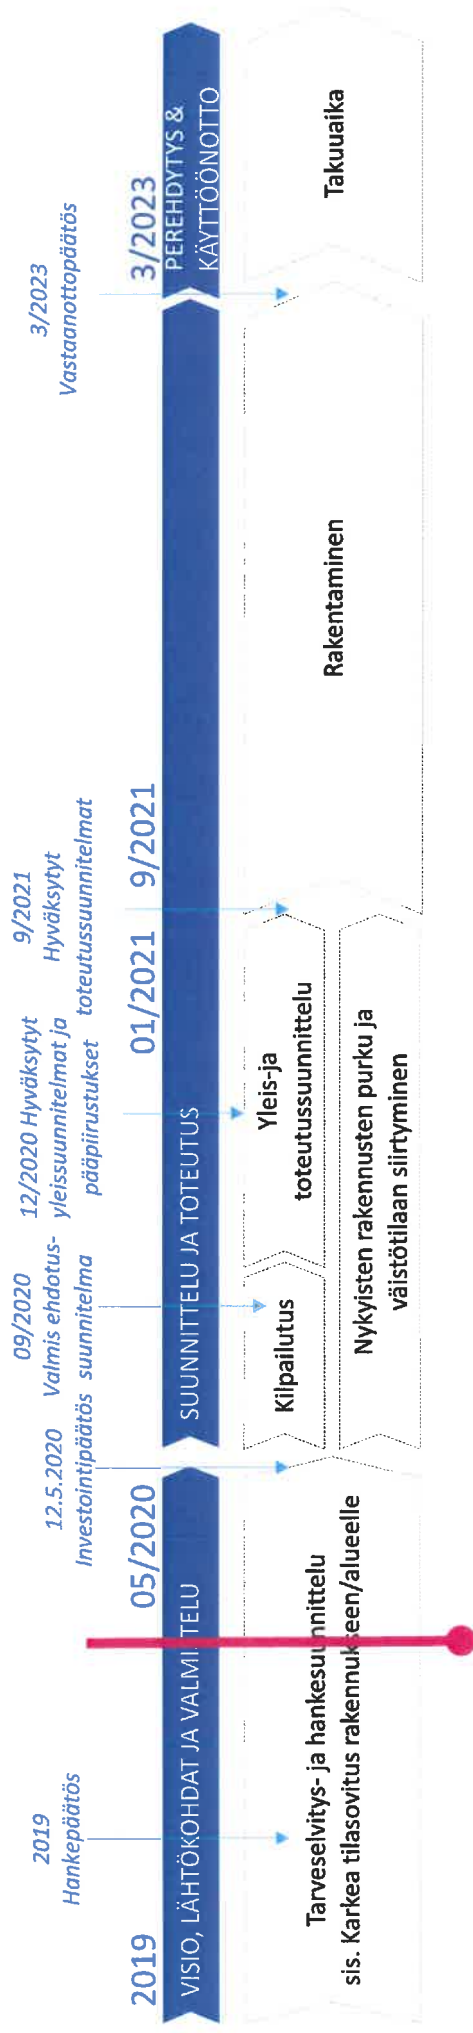 2019
Hankepäätös
12.5.2020
Investointipäätös
09/2020
Valmis ehdotus-
suunnitelma
12/2020 Hyväksytyt
yleissuunnitelmat ja
pääpiirustukset
9/2021
Hyväksytyt
toteutussuunnitelmat
3/2023
Vastaanottopäätös
2019
05/2020
01/2021
9/2021
3/2023
VISIO, LÄHTÖKOHDAT JA VALMISTELU
SUUNNITTELU JA TOTEUTUS
PEREHDYTYS &
KÄYTTÖÖNOTTO
Tarveselvitys- ja hankesuunnittelu
sis. Karkea tilasovitus rakennukseen/alueelle
Kilpailutus
Yleis-ja
toteutussuunnittelu
Nykyisten rakennusten purku ja
väistötilaan siirtyminen
Rakentaminen
Takuuaika